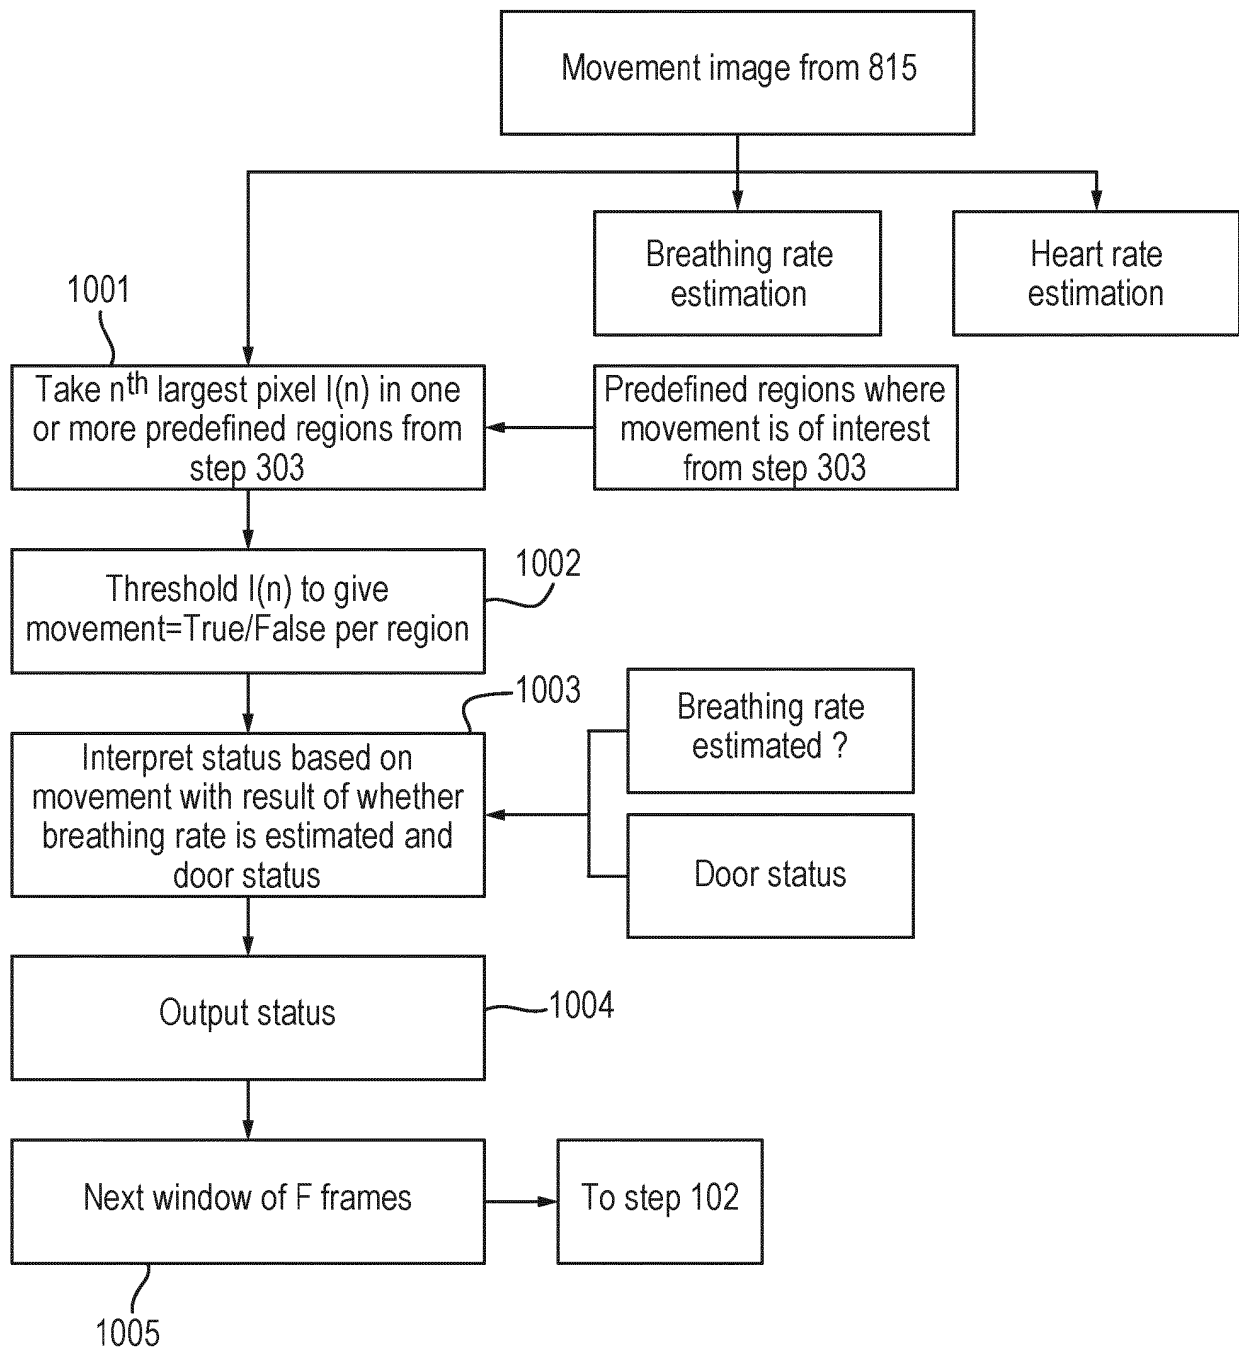 Movement image from 815
Breathing rate
estimation
Heart rate
estimation
1001
Take nth largest pixel I(n) in one
or more predefined regions from
step 303
Predefined regions where
movement is of interest
from step 303
1002
Threshold I(n) to give
movement=True/False per region
1003
Interpret status based on
movement with result of whether
breathing rate is estimated and
door status
Breathing rate
estimated ?
Door status
Output status
1004
Next window of F frames
To step 102
1005